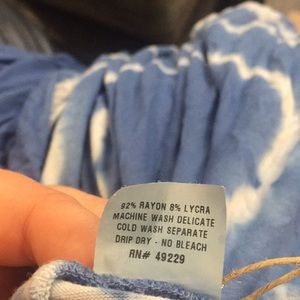 92% RAYON 8% LYCRA
MACHINE WASH DELICATE
COLD WASH SEPARATE
DRIP DRY - NO BLEACH
RN# 49229